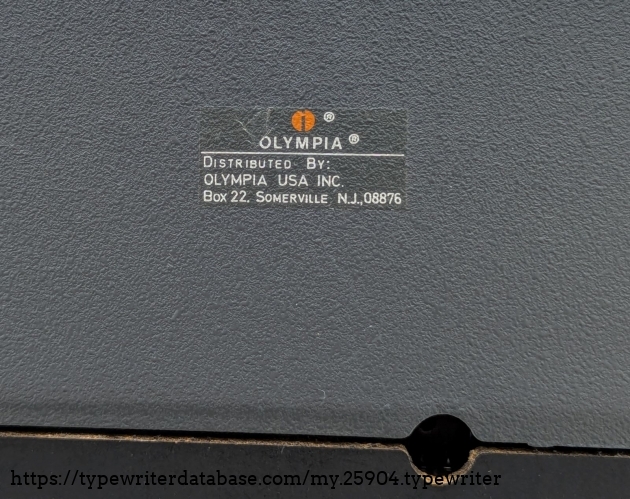 ®
OLYMPIA ®
DISTRIBUTED BY:
OLYMPIA USA INC.
BOX 22, SOMERVILLE N.J.,08876
https://typewriterdatabase.com/my.25904.typewriter